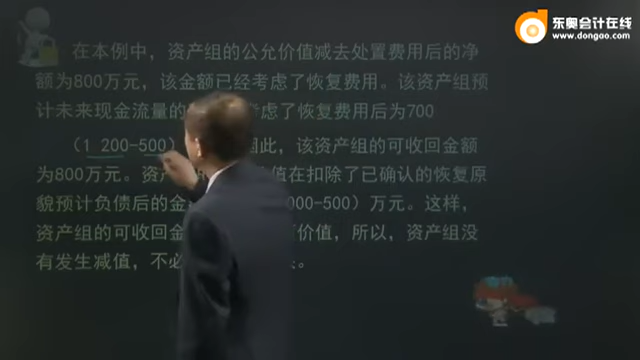 东奥会计在线
www.dongao.com
在本例中，资产组的公允价值减去处置费用后的净
额为800万元，该金额已经考虑了恢复费用。该资产组预
计未来现金流量的 虑了恢复费用后为700
（1 200-500） 此，该资产组的可收回金额
为800万元。资产 值在扣除了已确认的恢复原
貌预计负债后的金 000-500）万元。这样，
资产组的可收回金 价值，所以，资产组没
有发生减值，不必 。